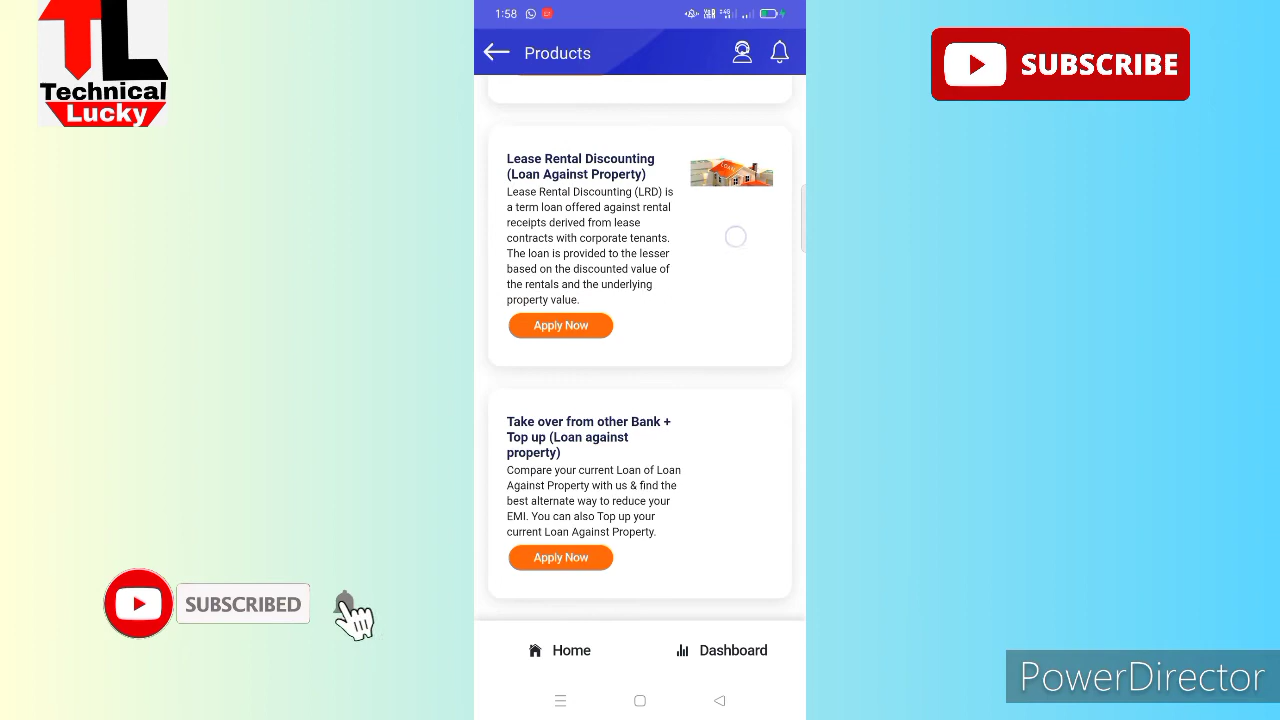 1:58
Products
TL
Technical
Lucky
SUBSCRIBE
Lease Rental Discounting
(Loan Against Property)
Lease Rental Discounting (LRD) is
a term loan offered against rental
receipts derived from lease
contracts with corporate tenants.
The loan is provided to the lesser
based on the discounted value of
the rentals and the underlying
property value.
Apply Now
LOAN
Take over from other Bank +
Top up (Loan against
property)
Compare your current Loan of Loan
Against Property with us & find the
best alternate way to reduce your
EMI. You can also Top up your
current Loan Against Property.
Apply Now
SUBSCRIBED
Home
Dashboard
PowerDirector